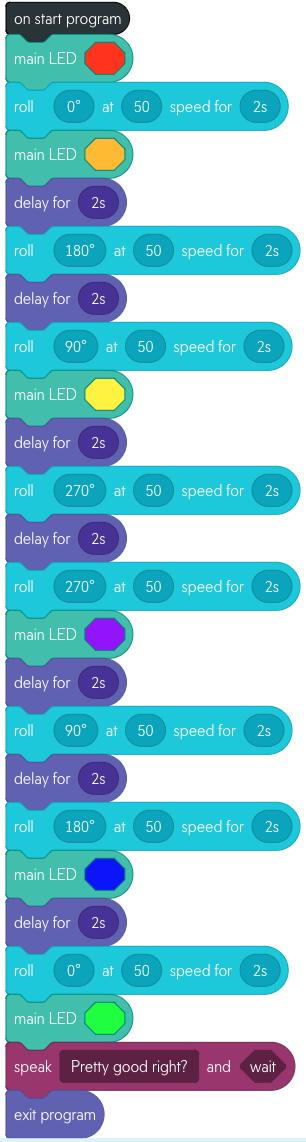 on start program
main LED
roll 0° at 50 speed for 2s
main LED
delay for 2s
roll 180° at 50 speed for 2s
delay for 2s
roll 90° at 50 speed for 2s
main LED
delay for 2s
roll 270° at 50 speed for 2s
delay for 2s
roll 270° at 50 speed for 2s
main LED
delay for 2s
roll 90° at 50 speed for 2s
delay for 2s
roll 180° at 50 speed for 2s
main LED
delay for 2s
roll 0° at 50 speed for 2s
main LED
speak Pretty good right? and wait
exit program